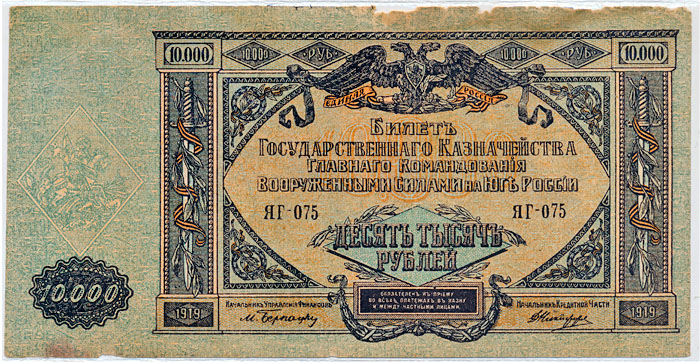 10.000 10.000 РУБ 10.000 РУБ 10.000
ЕДИНАЯ РОССІЯ
БИЛЕТЪ
ГОСУДАРСТВЕННАГО КАЗНАЧЕЙСТВА
ГЛАВНАГО КОМАНДОВАНІЯ
ВООРУЖЕННЫМИ СИЛАМИ НА ЮГѢ РОССІИ
ЯГ-075 ЯГ-075
ДЕСЯТЬ ТЫСЯЧЪ
РУБЛЕЙ
10.000
ОБЯЗАТЕЛЕНЪ КЪ ПРІЕМУ
ВО ВСѢХЪ ПЛАТЕЖАХЪ ВЪ КАЗНУ
И МЕЖДУ ЧАСТНЫМИ ЛИЦАМИ.
НАЧАЛЬНИКЪ УПРАВЛЕНІЯ ФИНАНСОВЪ НАЧАЛЬНИКЪ КРЕДИТНОЙ ЧАСТИ
1919 1919